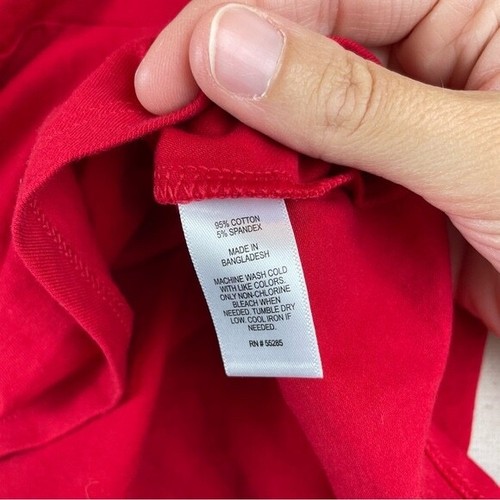 95% COTTON
5% SPANDEX
MADE IN
BANGLADESH
MACHINE WASH COLD
WITH LIKE COLORS.
ONLY NON-CHLORINE
BLEACH WHEN
NEEDED. TUMBLE DRY
LOW. COOL IRON IF
NEEDED.
RN # 55285